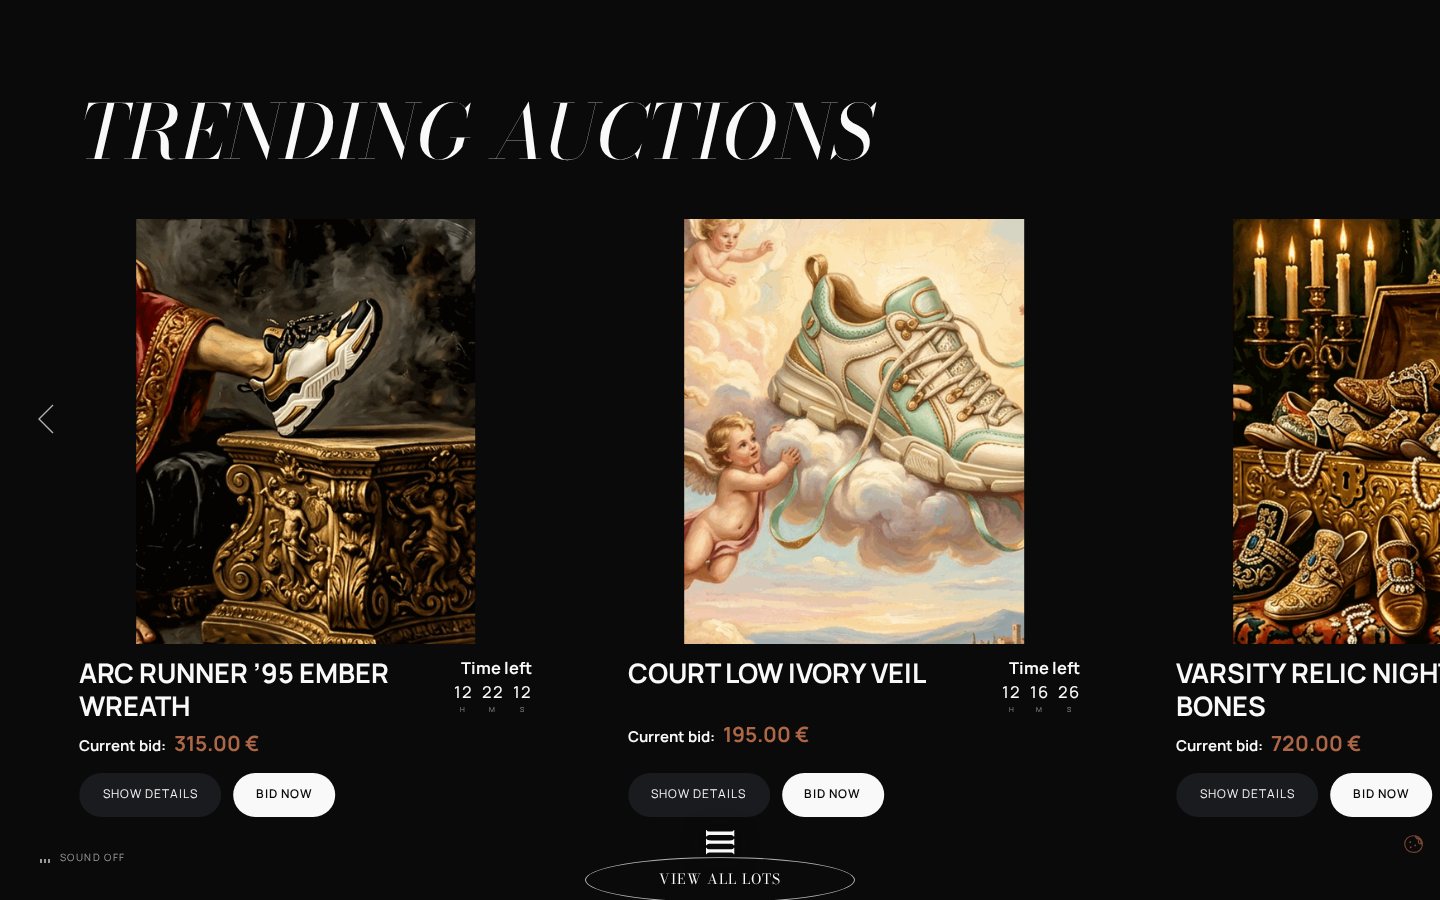 TRENDING AUCTIONS
ARC RUNNER ’95 EMBER
WREATH
Time left
12 22 12
H M S
Current bid: 315.00 €
SHOW DETAILS
BID NOW
COURT LOW IVORY VEIL
Time left
12 16 26
H M S
Current bid: 195.00 €
SHOW DETAILS
BID NOW
VARSITY RELIC NIGHT
BONES
Current bid: 720.00 €
SHOW DETAILS
BID NOW
SOUND OFF
VIEW ALL LOTS